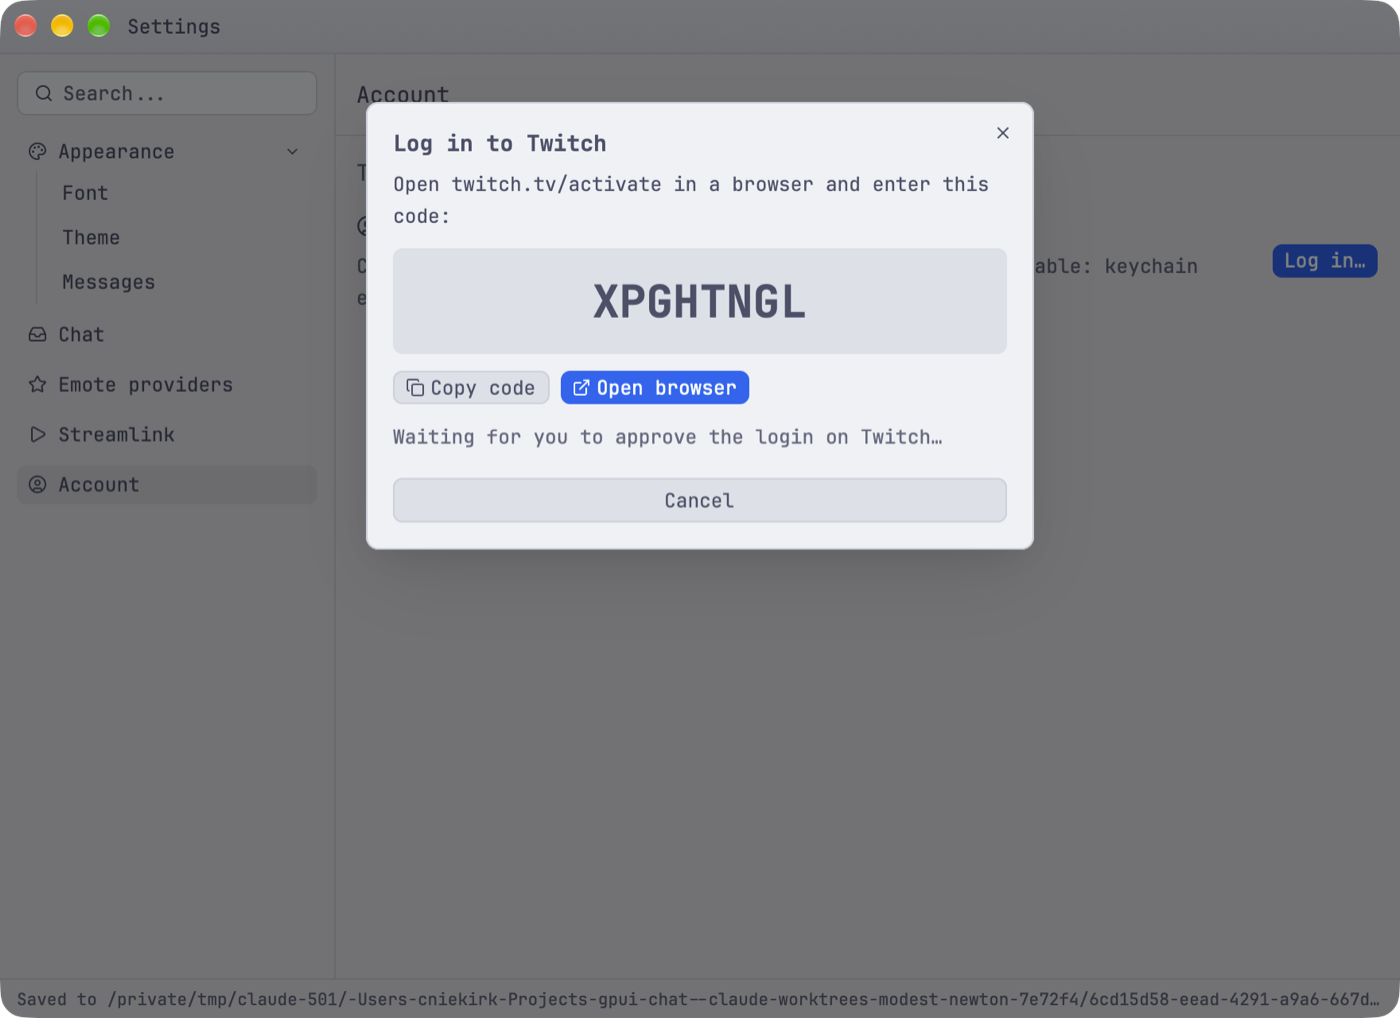 Settings
Search...
Account
Appearance
Font
Theme
Messages
Chat
Emote providers
Streamlink
Account
Log in to Twitch
Open twitch.tv/activate in a browser and enter this
code:
XPGHTNGL
Copy code
Open browser
Waiting for you to approve the login on Twitch…
Cancel
able: keychain
Log in…
Saved to /private/tmp/claude-501/-Users-cniekirk-Projects-gpui-chat--claude-worktrees-modest-newton-7e72f4/6cd15d58-eead-4291-a9a6-667d…